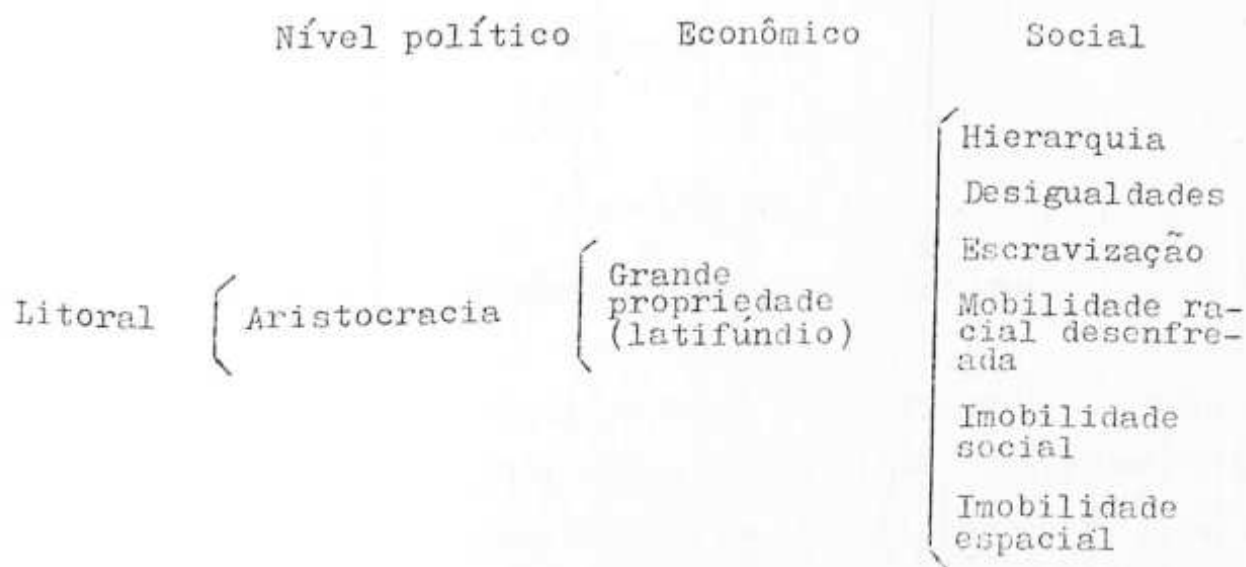 Nível político Econômico Social
Hierarquia
Desigualdades
Escravização
Litoral Aristocracia
Grande
propriedade
(latifúndio)
Mobilidade ra-
cial desenfre-
ada
Imobilidade
social
Imobilidade
espacial